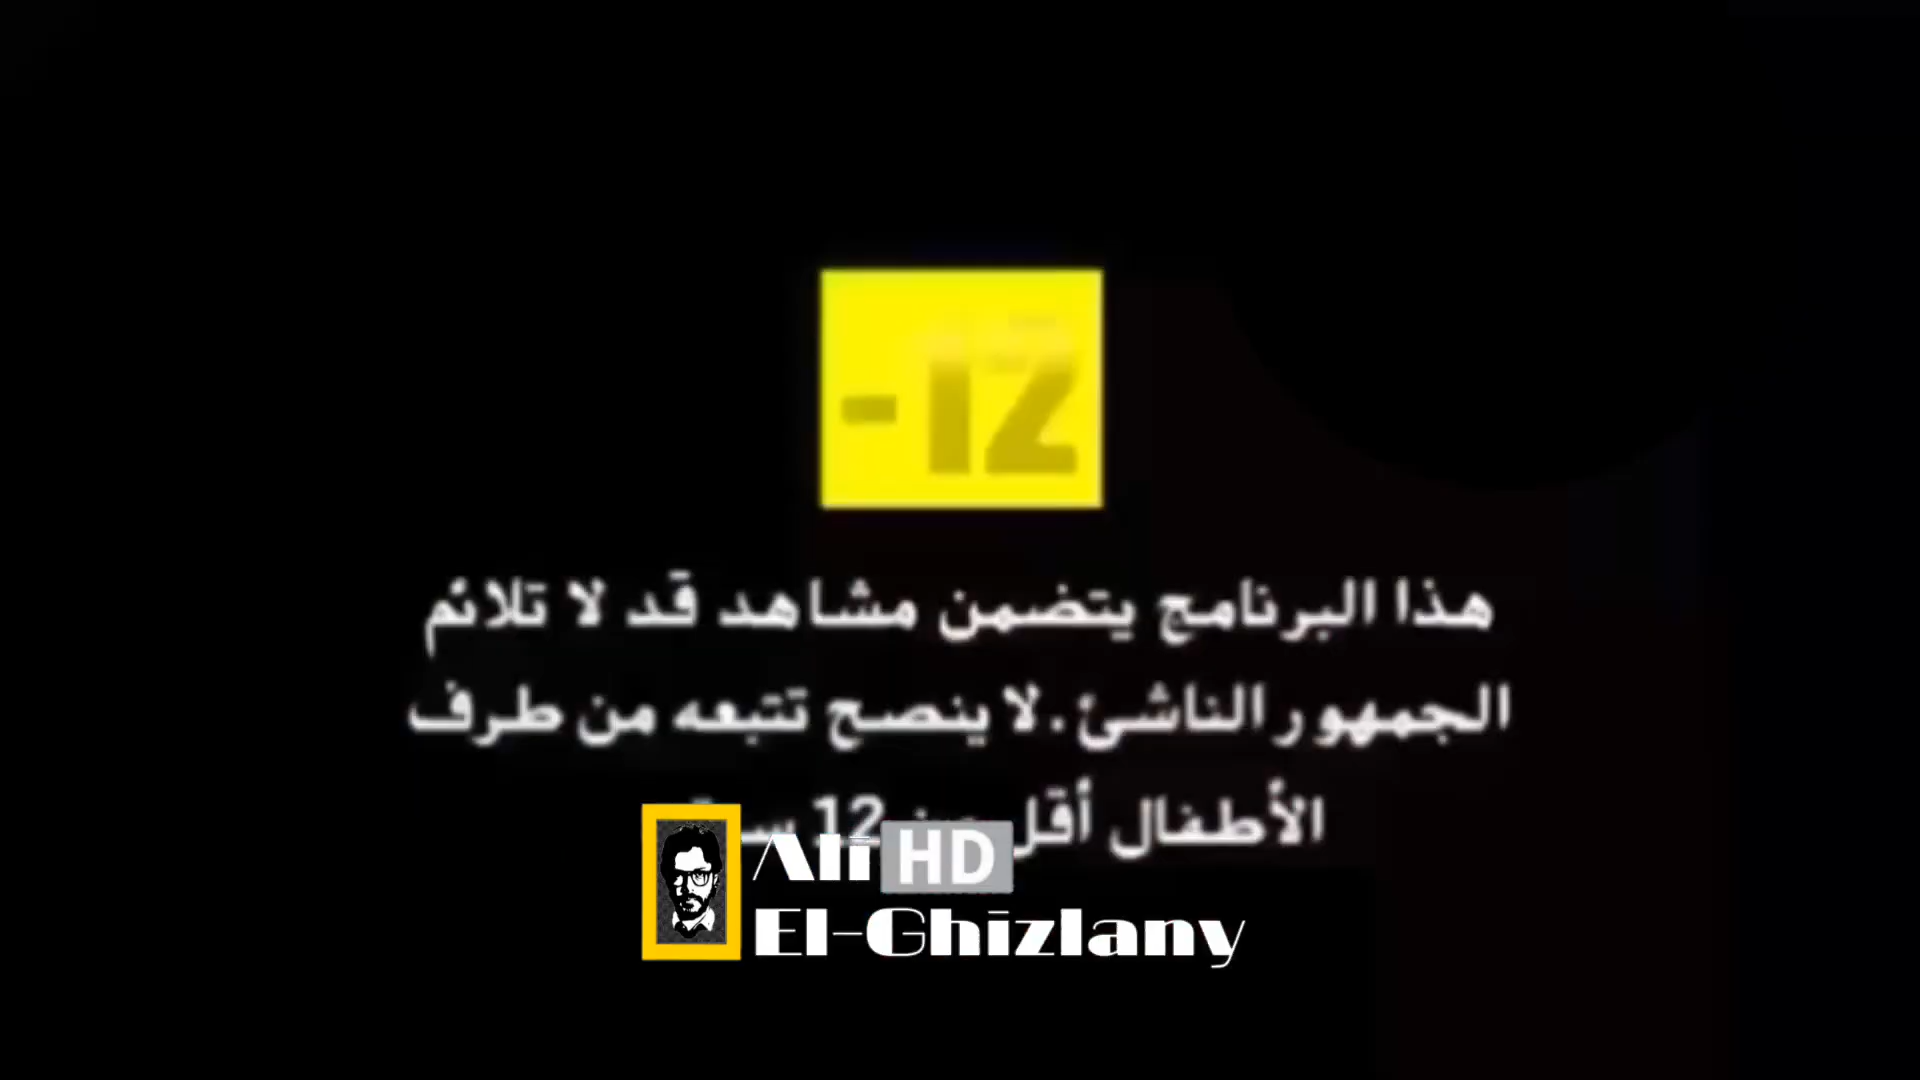 -12
هذا البرنامج يتضمن مشاهد قد لا تلائم
الجمهور الناشئ. لا ينصح تتبعه من طرف
الأطفال أقل 12
Ali HD
El-Ghizlany